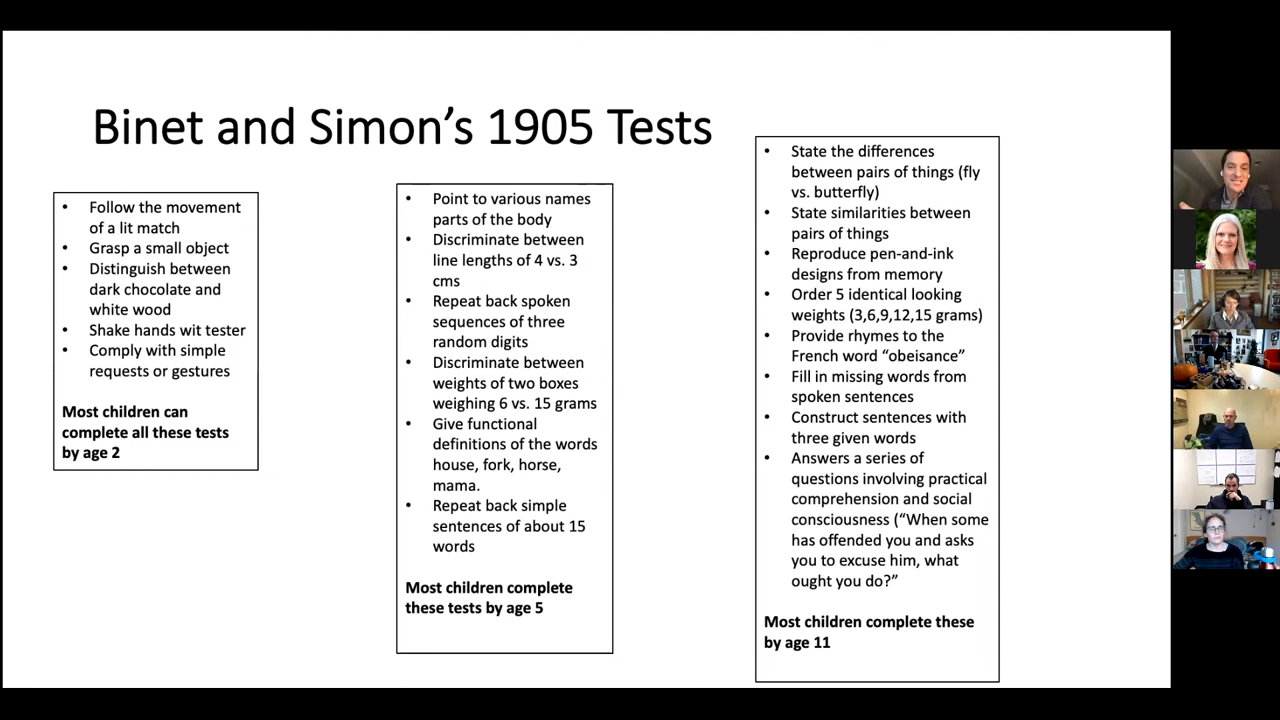 Binet and Simon's 1905 Tests
• Follow the movement
of a lit match
• Grasp a small object
• Distinguish between
dark chocolate and
white wood
• Shake hands wit tester
• Comply with simple
requests or gestures
Most children can
complete all these tests
by age 2
• Point to various names
parts of the body
• Discriminate between
line lengths of 4 vs. 3
cms
• Repeat back spoken
sequences of three
random digits
• Discriminate between
weights of two boxes
weighing 6 vs. 15 grams
• Give functional
definitions of the words
house, fork, horse,
mama.
• Repeat back simple
sentences of about 15
words
Most children complete
these tests by age 5
• State the differences
between pairs of things (fly
vs. butterfly)
• State similarities between
pairs of things
• Reproduce pen-and-ink
designs from memory
• Order 5 identical looking
weights (3,6,9,12,15 grams)
• Provide rhymes to the
French word “obeisance”
• Fill in missing words from
spoken sentences
• Construct sentences with
three given words
• Answers a series of
questions involving practical
comprehension and social
consciousness (“When some
has offended you and asks
you to excuse him, what
ought you do?”
Most children complete these
by age 11